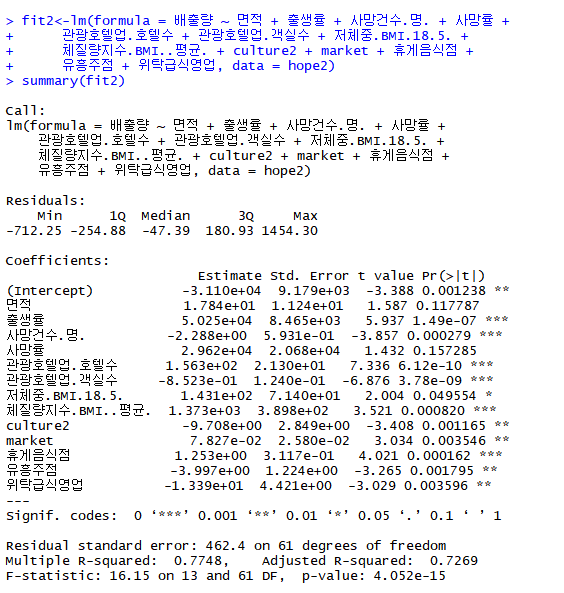 > fit2<-lm(formula = 배출량 ~ 면적 + 출생률 + 사망건수.명. + 사망률 +
+ 관광호텔업.호텔수 + 관광호텔업.객실수 + 저체중.BMI.18.5. +
+ 체질량지수.BMI..평균. + culture2 + market + 휴게음식점 +
+ 유흥주점 + 위탁급식영업, data = hope2)
> summary(fit2)
Call:
lm(formula = 배출량 ~ 면적 + 출생률 + 사망건수.명. + 사망률 +
관광호텔업.호텔수 + 관광호텔업.객실수 + 저체중.BMI.18.5. +
체질량지수.BMI..평균. + culture2 + market + 휴게음식점 +
유흥주점 + 위탁급식영업, data = hope2)
Residuals:
Min 1Q Median 3Q Max
-712.25 -254.88 -47.39 180.93 1454.30
Coefficients:
Estimate Std. Error t value Pr(>|t|)
(Intercept) -3.110e+04 9.179e+03 -3.388 0.001238 **
면적 1.784e+01 1.124e+01 1.587 0.117787
출생률 5.025e+04 8.465e+03 5.937 1.49e-07 ***
사망건수.명. -2.288e+00 5.931e-01 -3.857 0.000279 ***
사망률 2.962e+04 2.068e+04 1.432 0.157285
관광호텔업.호텔수 1.563e+02 2.130e+01 7.336 6.12e-10 ***
관광호텔업.객실수 -8.523e-01 1.240e-01 -6.876 3.78e-09 ***
저체중.BMI.18.5. 1.431e+02 7.140e+01 2.004 0.049554 *
체질량지수.BMI..평균. 1.373e+03 3.898e+02 3.521 0.000820 ***
culture2 -9.708e+00 2.849e+00 -3.408 0.001165 **
market 7.827e-02 2.580e-02 3.034 0.003546 **
휴게음식점 1.253e+00 3.117e-01 4.021 0.000162 ***
유흥주점 -3.997e+00 1.224e+00 -3.265 0.001795 **
위탁급식영업 -1.339e+01 4.421e+00 -3.029 0.003596 **
---
Signif. codes: 0 ‘***’ 0.001 ‘**’ 0.01 ‘*’ 0.05 ‘.’ 0.1 ‘ ’ 1
Residual standard error: 462.4 on 61 degrees of freedom
Multiple R-squared: 0.7748, Adjusted R-squared: 0.7269
F-statistic: 16.15 on 13 and 61 DF, p-value: 4.052e-15